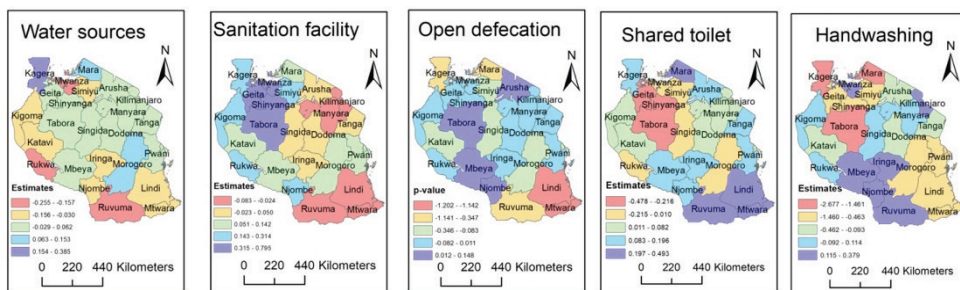 Water sources
N
Kagera
Mara
Mwanza
Geita
Simiyu
Arusha
Shinyanga
Kilimanjaro
Kigoma
Tabora
Manyara
Tanga
Singida
Dodoma
Katavi
Pwani
Rukwa
Iringa
Morogoro
Mbeya
Njombe
Lindi
Ruvuma
Mtwara
Estimates
-0.255 - -0.157
-0.156 - -0.030
-0.029 - 0.062
0.063 - 0.153
0.154 - 0.385
0 220 440 Kilometers
Sanitation facility
N
Kagera
Mara
Mwanza
Geita
Simiyu
Arusha
Shinyanga
Kilimanjaro
Kigoma
Tabora
Manyara
Tanga
Singida
Dodoma
Katavi
Pwani
Rukwa
Iringa
Morogoro
Mbeya
Njombe
Lindi
Ruvuma
Mtwara
Estimates
-0.083 - -0.024
-0.023 - 0.050
0.051 - 0.142
0.143 - 0.314
0.315 - 0.795
0 220 440 Kilometers
Open defecation
N
Kagera
Mara
Mwanza
Geita
Simiyu
Arusha
Shinyanga
Kilimanjaro
Kigoma
Tabora
Manyara
Tanga
Singida
Dodoma
Katavi
Pwani
Rukwa
Iringa
Morogoro
Mbeya
Njombe
Lindi
Ruvuma
Mtwara
p-value
-1.202 - -1.142
-1.141 - -0.347
-0.346 - -0.083
-0.082 - 0.011
0.012 - 0.148
0 220 440 Kilometers
Shared toilet
N
Kagera
Mara
Mwanza
Geita
Simiyu
Arusha
Shinyanga
Kilimanjaro
Kigoma
Tabora
Manyara
Tanga
Singida
Dodoma
Katavi
Pwani
Rukwa
Iringa
Morogoro
Mbeya
Njombe
Lindi
Ruvuma
Mtwara
Estimates
-0.478 - -0.216
-0.215 - 0.010
0.011 - 0.082
0.083 - 0.196
0.197 - 0.493
0 220 440 Kilometers
Handwashing
N
Kagera
Mara
Mwanza
Geita
Simiyu
Arusha
Shinyanga
Kilimanjaro
Kigoma
Tabora
Manyara
Tanga
Singida
Dodoma
Katavi
Pwani
Rukwa
Iringa
Morogoro
Mbeya
Njombe
Lindi
Ruvuma
Mtwara
Estimates
-2.677 - -1.461
-1.460 - -0.463
-0.462 - -0.093
-0.092 - 0.114
0.115 - 0.379
0 220 440 Kilometers